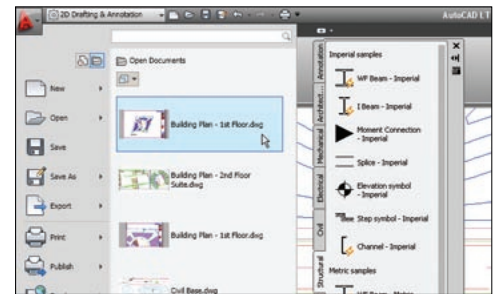 2D Drafting & Annotation
AutoCAD LT
Open Documents
New
Open
Save
Save As
Export
Print
Publish
Building Plan - 1st Floor.dwg
Building Plan - 2nd Floor
Suite.dwg
Building Plan - 1st Floor.dwg
Civil Base.dwg
Annotation
Architect...
Mechanical
Electrical
Civil
Structural
Imperial samples
WF Beam - Imperial
I Beam - Imperial
Moment Connection
- Imperial
Splice - Imperial
Elevation symbol
- Imperial
Step symbol - Imperial
Channel - Imperial
Metric samples
WF Beam - Metric